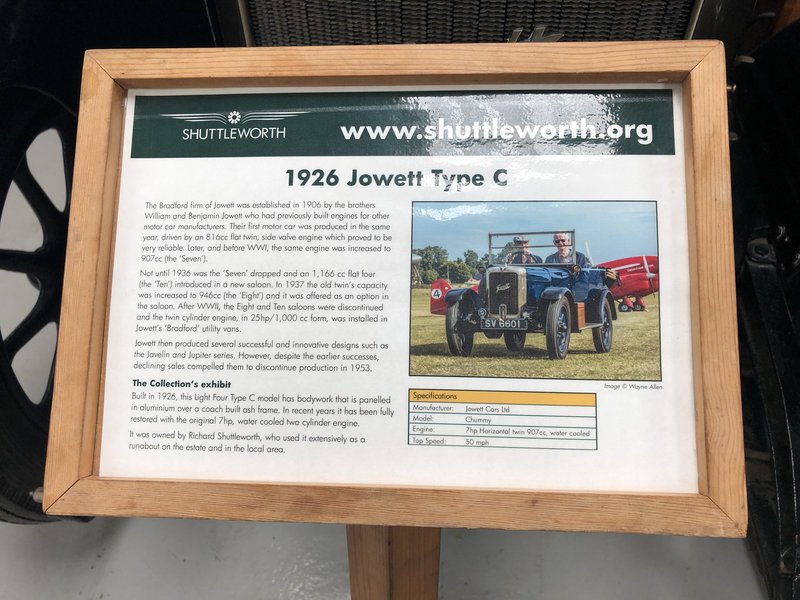 SHUTTLEWORTH
www.shuttleworth.org
1926 Jowett Type C
The Bradford firm of Jowett was established in 1906 by the brothers
William and Benjamin Jowett who had previously built engines for other
motor car manufacturers. Their first motor car was produced in the same
year, driven by an 816cc flat twin, side valve engine which proved to be
very reliable. Later, and before WWI, the same engine was increased to
907cc (the 'Seven').
Not until 1936 was the 'Seven' dropped and an 1,166 cc flat four
(the 'Ten') introduced in a new saloon. In 1937 the old twin's capacity
was increased to 946cc (the 'Eight') and it was offered as an option in
the saloon. After WWII, the Eight and Ten saloons were discontinued
and the twin cylinder engine, in 25hp/1,000 cc form, was installed in
Jowett's 'Bradford' utility vans.
Jowett then produced several successful and innovative designs such as
the Javelin and Jupiter series. However, despite the earlier successes,
declining sales compelled them to discontinue production in 1953.
The Collection's exhibit
Built in 1926, this Light Four Type C model has bodywork that is panelled
in aluminium over a coach built ash frame. In recent years it has been fully
restored with the original 7hp, water cooled two cylinder engine.
It was owned by Richard Shuttleworth, who used it extensively as a
runabout on the estate and in the local area.
4
Jowett
SV 6601
Image © Wayne Allen
Specifications
Manufacturer: Jowett Cars Ltd
Model: Chummy
Engine: 7hp Horizontal twin 907cc, water cooled
Top Speed: 50 mph